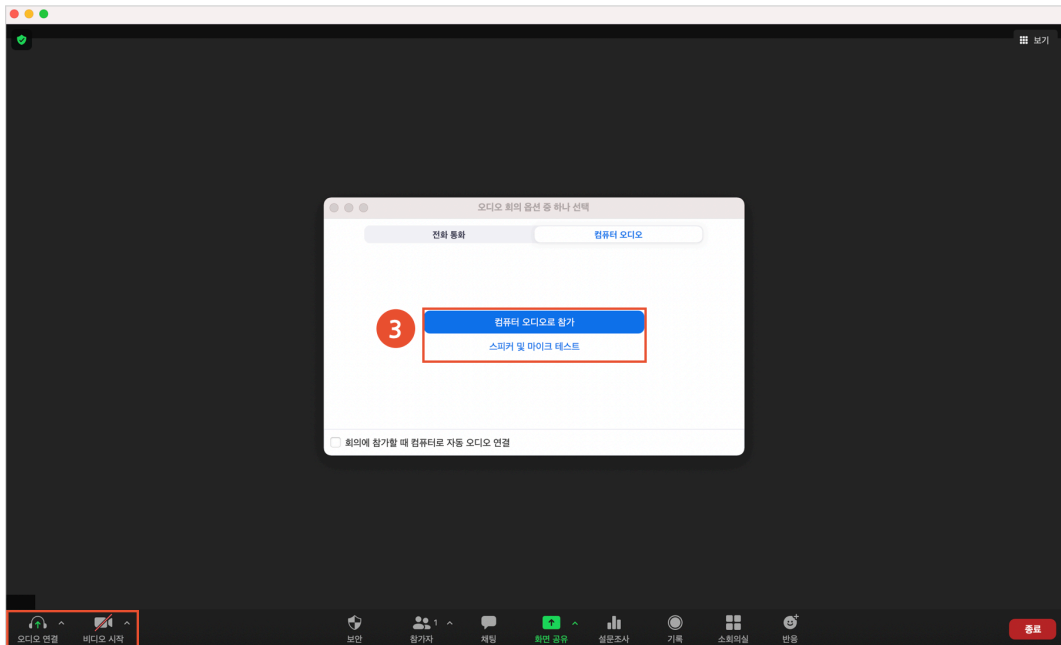 보기
오디오 회의 옵션 중 하나 선택
전화 통화
컴퓨터 오디오
3
컴퓨터 오디오로 참가
스피커 및 마이크 테스트
회의에 참가할 때 컴퓨터로 자동 오디오 연결
오디오 연결
비디오 시작
보안
1
참가자
채팅
화면 공유
설문조사
기록
소회의실
반응
종료